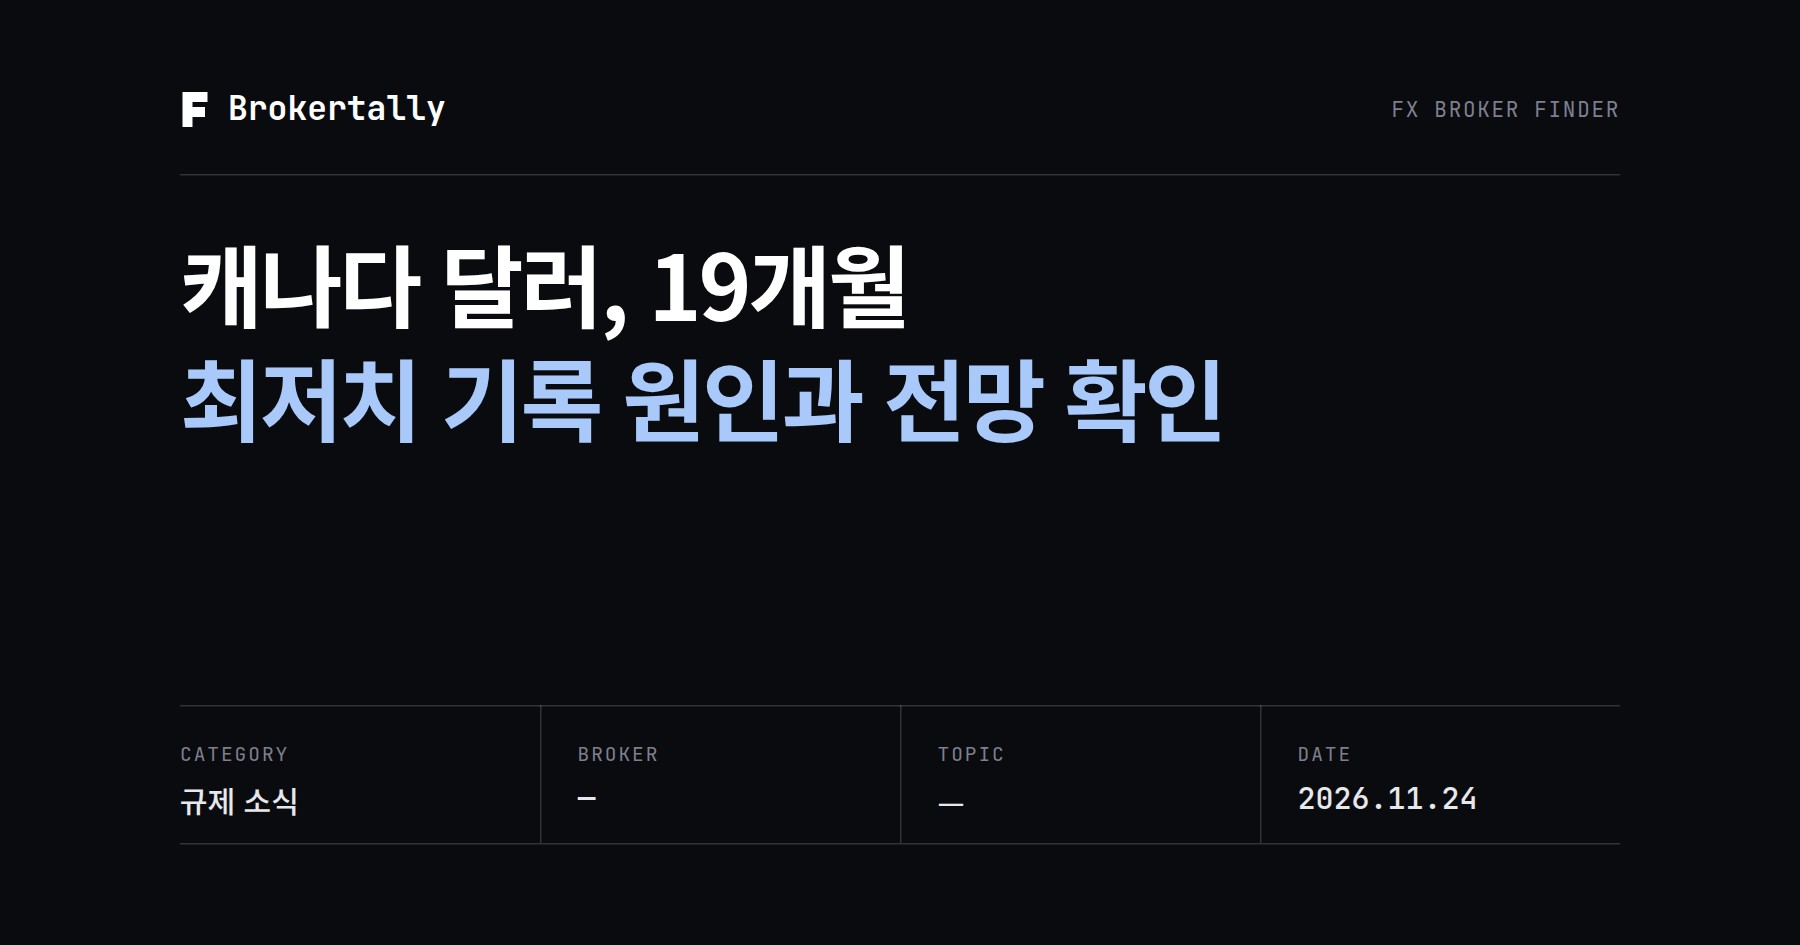 Brokertally
FX BROKER FINDER
캐나다 달러, 19개월
최저치 기록 원인과 전망 확인
CATEGORY
규제 소식
BROKER
—
TOPIC
—
DATE
2026.11.24